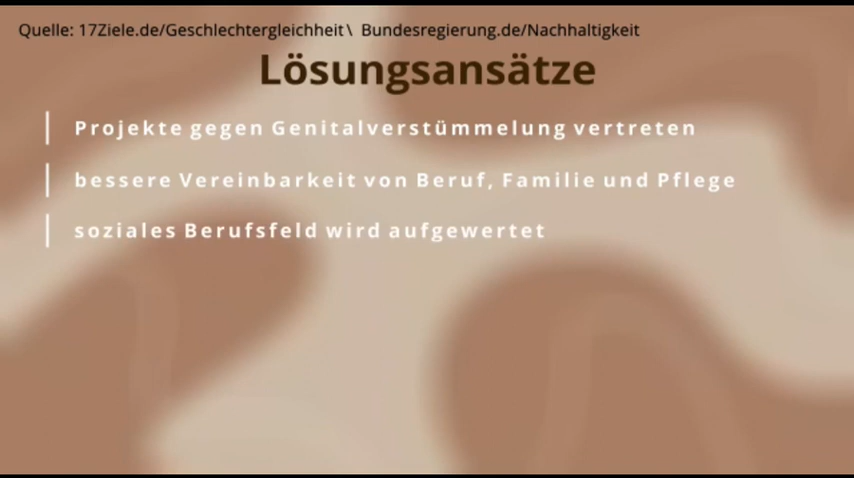 Quelle: 17Ziele.de/Geschlechtergleichheit\ Bundesregierung.de/Nachhaltigkeit
Lösungsansätze
Projekte gegen Genitalverstümmelung vertreten
bessere Vereinbarkeit von Beruf, Familie und Pflege
soziales Berufsfeld wird aufgewertet